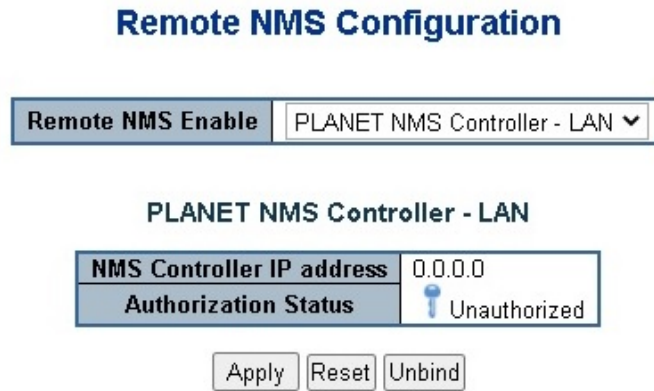 Remote NMS Configuration
Remote NMS Enable PLANET NMS Controller - LAN
PLANET NMS Controller - LAN
NMS Controller IP address 0.0.0.0
Authorization Status Unauthorized
Apply Reset Unbind